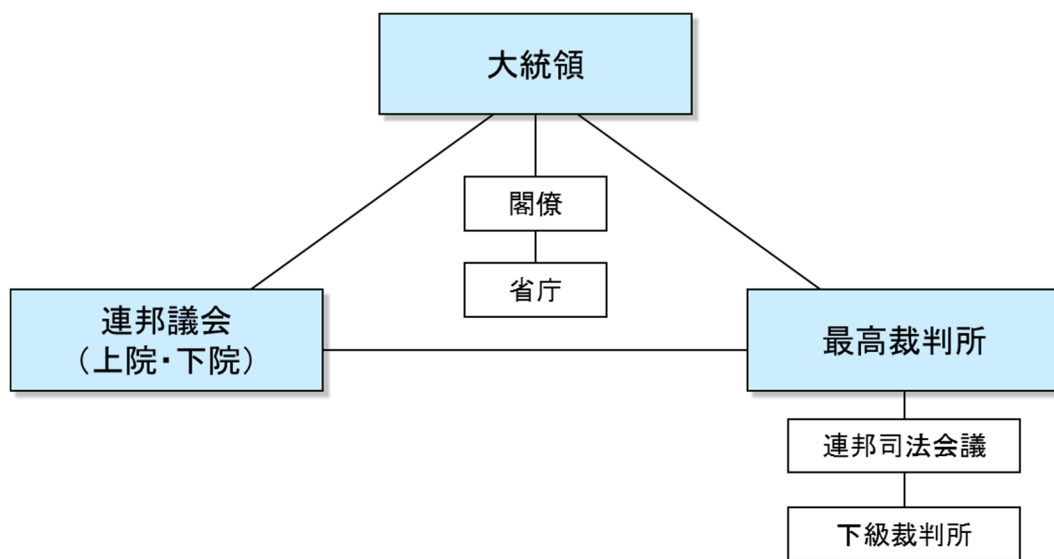 大統領
閣僚
省庁
連邦議会
（上院・下院）
最高裁判所
連邦司法会議
下級裁判所